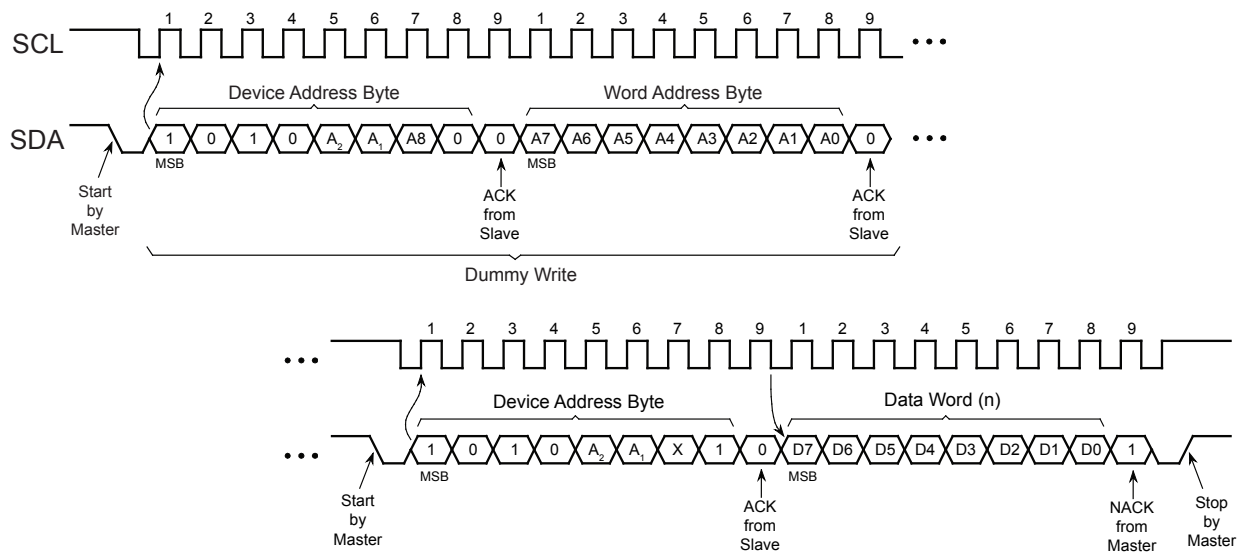 1 2 3 4 5 6 7 8 9 1 2 3 4 5 6 7 8 9
SCL
Device Address Byte Word Address Byte
SDA 1 0 1 0 A₂ A₁ A8 0 0 A7 A6 A5 A4 A3 A2 A1 A0 0
MSB MSB
Start
by
Master
ACK
from
Slave
ACK
from
Slave
Dummy Write
1 2 3 4 5 6 7 8 9 1 2 3 4 5 6 7 8 9
Device Address Byte Data Word (n)
1 0 1 0 A₂ A₁ X 1 0 D7 D6 D5 D4 D3 D2 D1 D0 1
MSB MSB
Start
by
Master
ACK
from
Slave
NACK
from
Master
Stop
by
Master